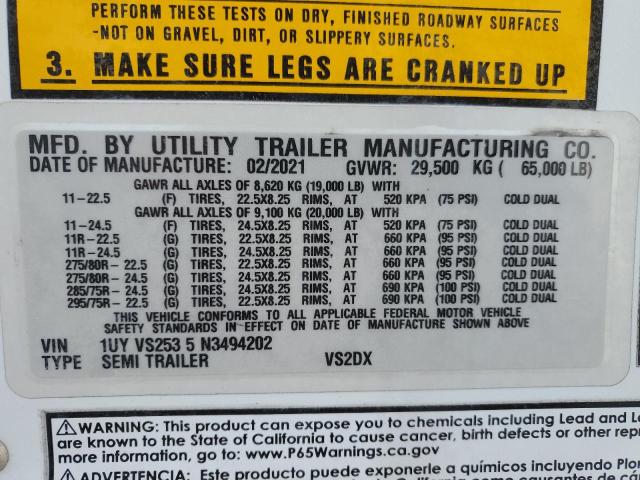 PERFORM THESE TESTS ON DRY, FINISHED ROADWAY SURFACES
-NOT ON GRAVEL, DIRT, OR SLIPPERY SURFACES.
3. MAKE SURE LEGS ARE CRANKED UP
MFD. BY UTILITY TRAILER MANUFACTURING CO.
DATE OF MANUFACTURE: 02/2021 GVWR: 29,500 KG ( 65,000 LB)
GAWR ALL AXLES OF 8,620 KG (19,000 LB) WITH
11-22.5 (F) TIRES, 22.5X8.25 RIMS, AT 520 KPA (75 PSI) COLD DUAL
GAWR ALL AXLES OF 9,100 KG (20,000 LB) WITH
11-24.5 (F) TIRES, 24.5X8.25 RIMS, AT 520 KPA (75 PSI) COLD DUAL
11R-22.5 (G) TIRES, 22.5X8.25 RIMS, AT 660 KPA (95 PSI) COLD DUAL
11R-24.5 (G) TIRES, 24.5X8.25 RIMS, AT 660 KPA (95 PSI) COLD DUAL
275/80R-22.5 (G) TIRES, 22.5X8.25 RIMS, AT 660 KPA (95 PSI) COLD DUAL
275/80R-24.5 (G) TIRES, 24.5X8.25 RIMS, AT 660 KPA (95 PSI) COLD DUAL
285/75R-24.5 (G) TIRES, 24.5X8.25 RIMS, AT 690 KPA (100 PSI) COLD DUAL
295/75R-22.5 (G) TIRES, 22.5X8.25 RIMS, AT 690 KPA (100 PSI) COLD DUAL
THIS VEHICLE CONFORMS TO ALL APPLICABLE FEDERAL MOTOR VEHICLE
SAFETY STANDARDS IN EFFECT ON DATE OF MANUFACTURE SHOWN ABOVE
VIN 1UY VS253 5 N3494202
TYPE SEMI TRAILER VS2DX
WARNING: This product can expose you to chemicals including Lead and Le
are known to the State of California to cause cancer, birth defects or other repr
more information, go to: www.P65Warnings.ca.gov
ADVERTENCIA: Este producto puede exponerle a químicos incluyendo Plo